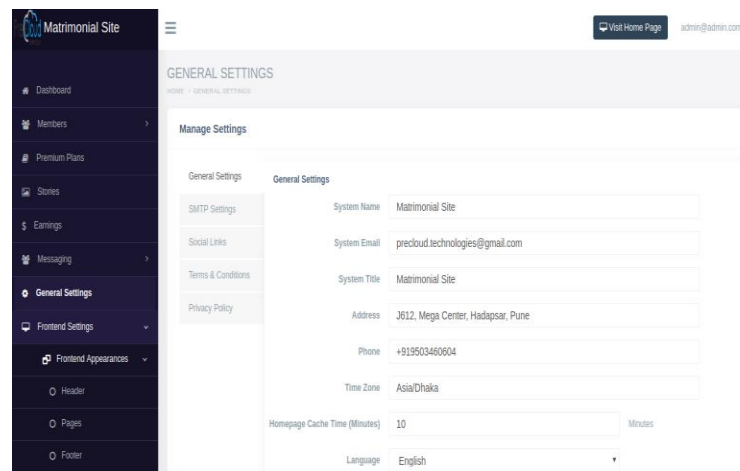 Matrimonial Site
Visit Home Page
admin@admin.com
Dashboard
Members
Premium Plans
Stories
Earnings
Messaging
General Settings
Frontend Settings
Frontend Appearances
Header
Pages
Footer
GENERAL SETTINGS
HOME / GENERAL SETTINGS
Manage Settings
General Settings
SMTP Settings
Social Links
Terms & Conditions
Privacy Policy
General Settings
System Name Matrimonial Site
System Email precloud.technologies@gmail.com
System Title Matrimonial Site
Address J612, Mega Center, Hadapsar, Pune
Phone +919503460604
Time Zone Asia/Dhaka
Homepage Cache Time (Minutes) 10 Minutes
Language English